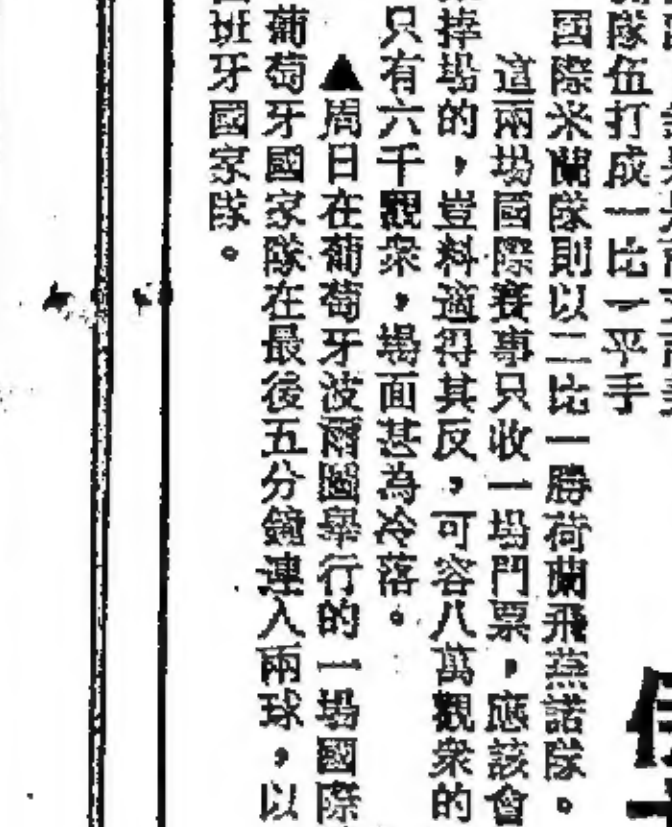 隊伍打成一比一平手
國際米蘭隊則以二比一勝荷蘭飛燕諾隊。
這兩場國際賽事只收一場門票，應該會
捧場的，豈料適得其反，可容八萬觀衆的
只有六千觀衆，場面甚為冷落。
▲周日在葡萄牙波爾圖舉行的一場國際
葡萄牙國家隊在最後五分鐘連入兩球，以
班牙國家隊。